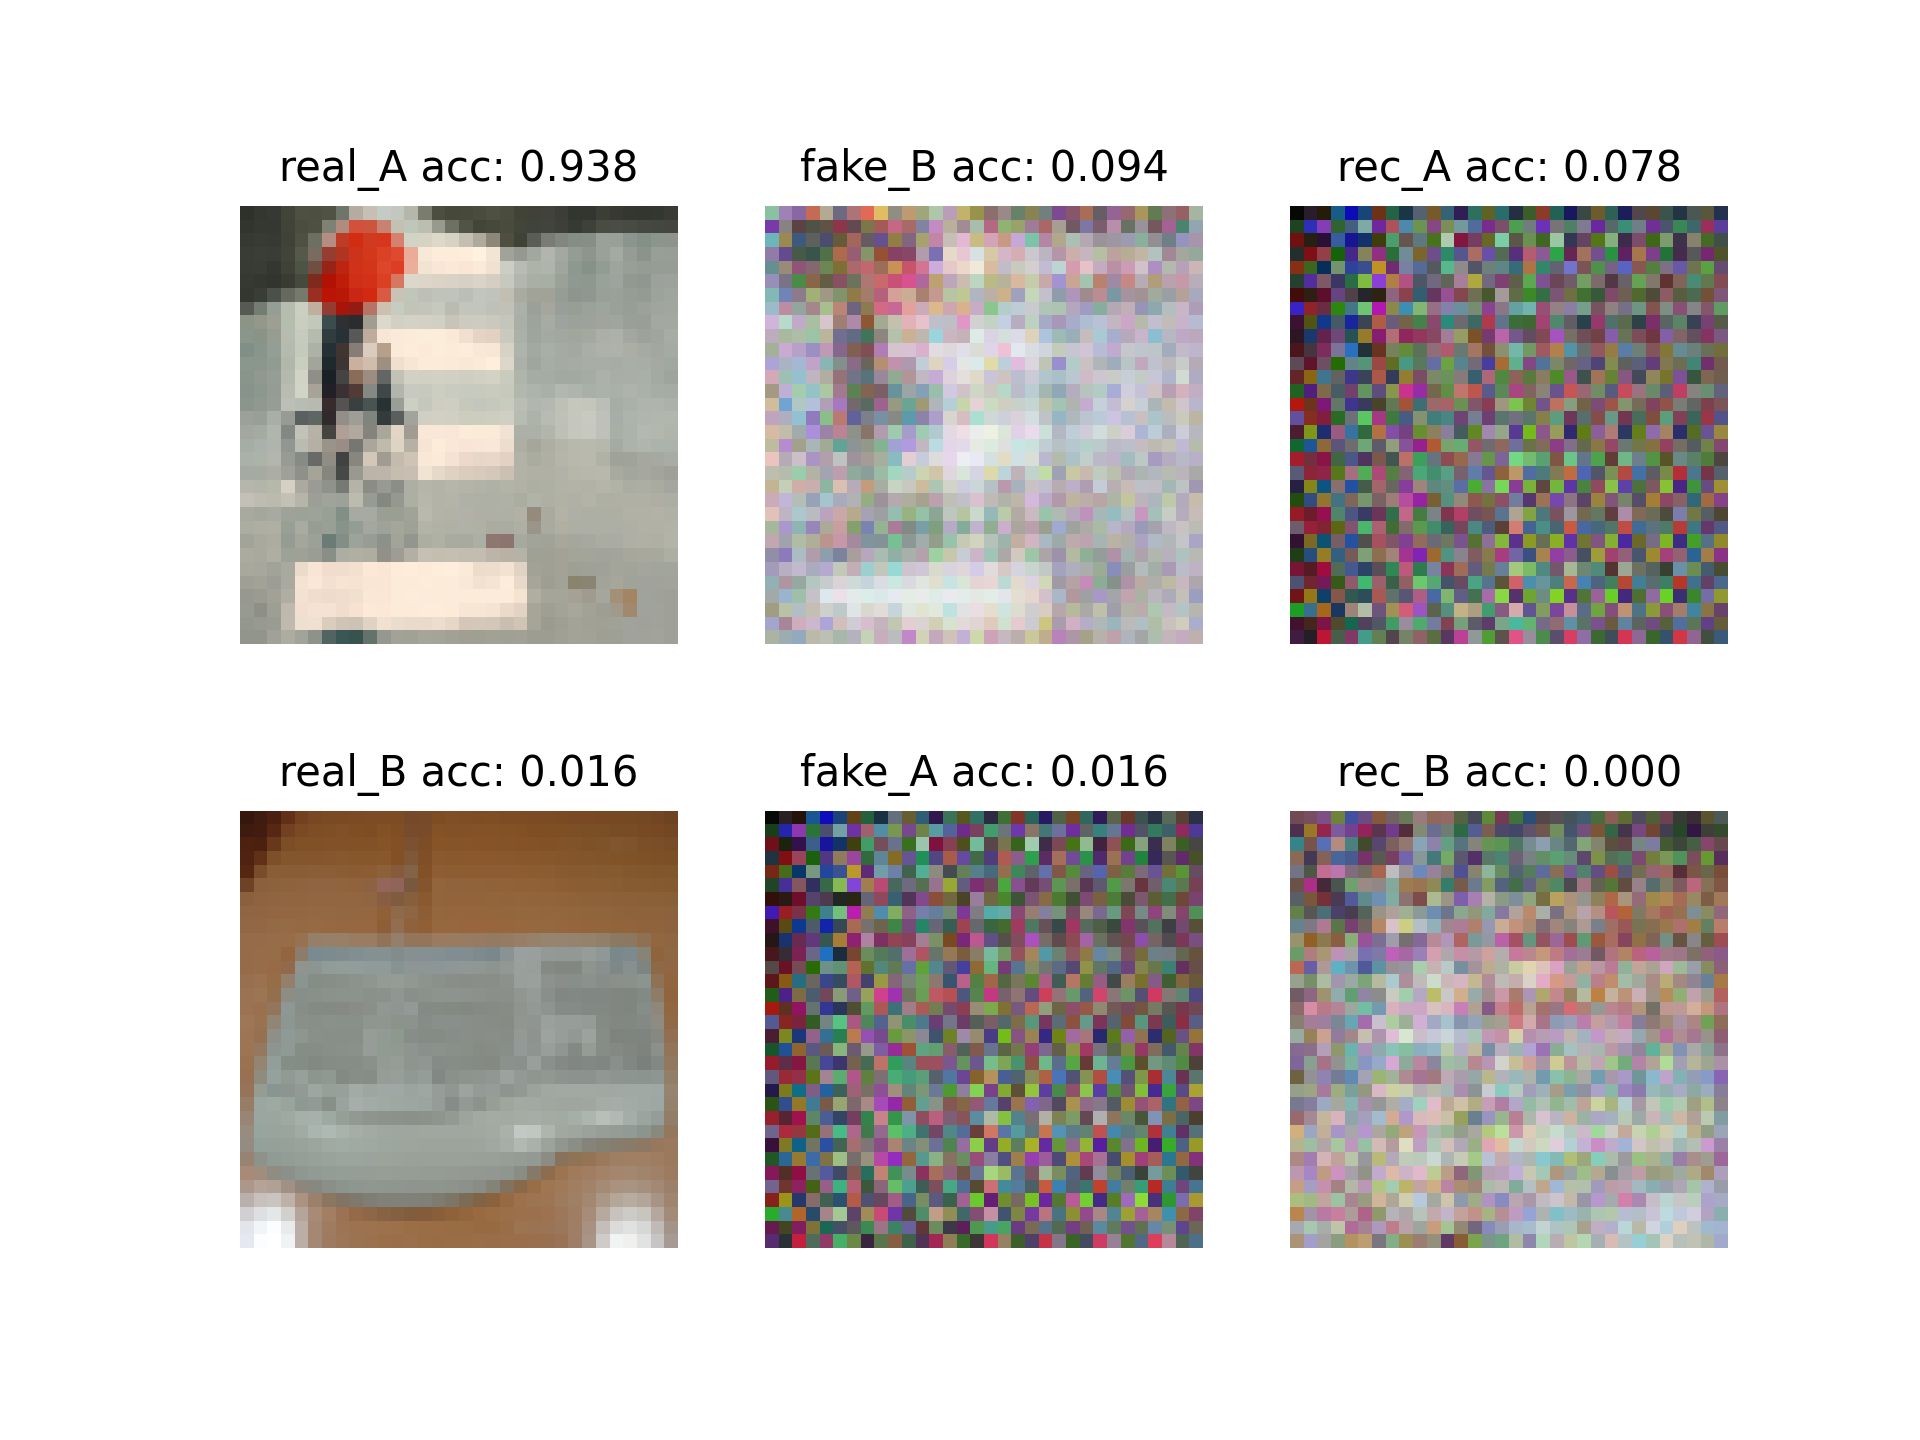 real_A acc: 0.938
fake_B acc: 0.094
rec_A acc: 0.078
real_B acc: 0.016
fake_A acc: 0.016
rec_B acc: 0.000